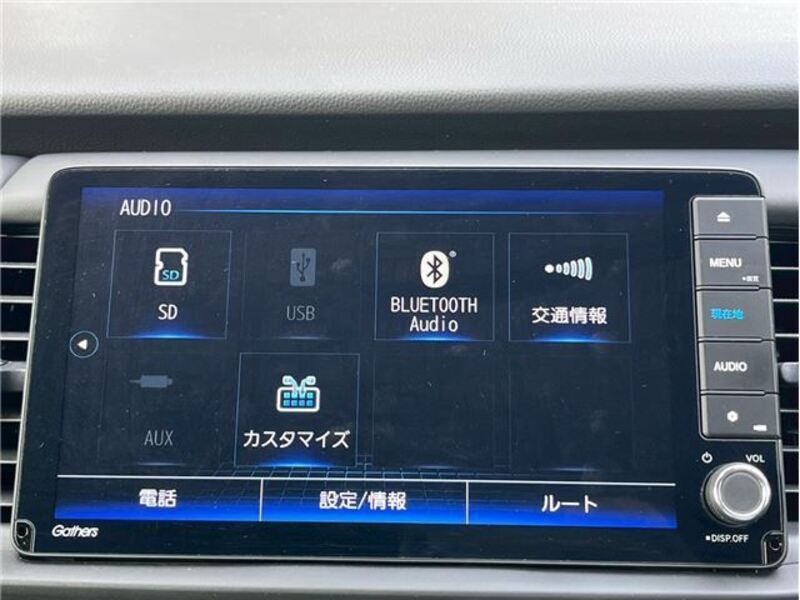 AUDIO
SD
SD
USB
BLUETOOTH
Audio
交通情報
AUX
カスタマイズ
電話
設定/情報
ルート
Gathers
MENU
現在地
AUDIO
VOL
DISP.OFF